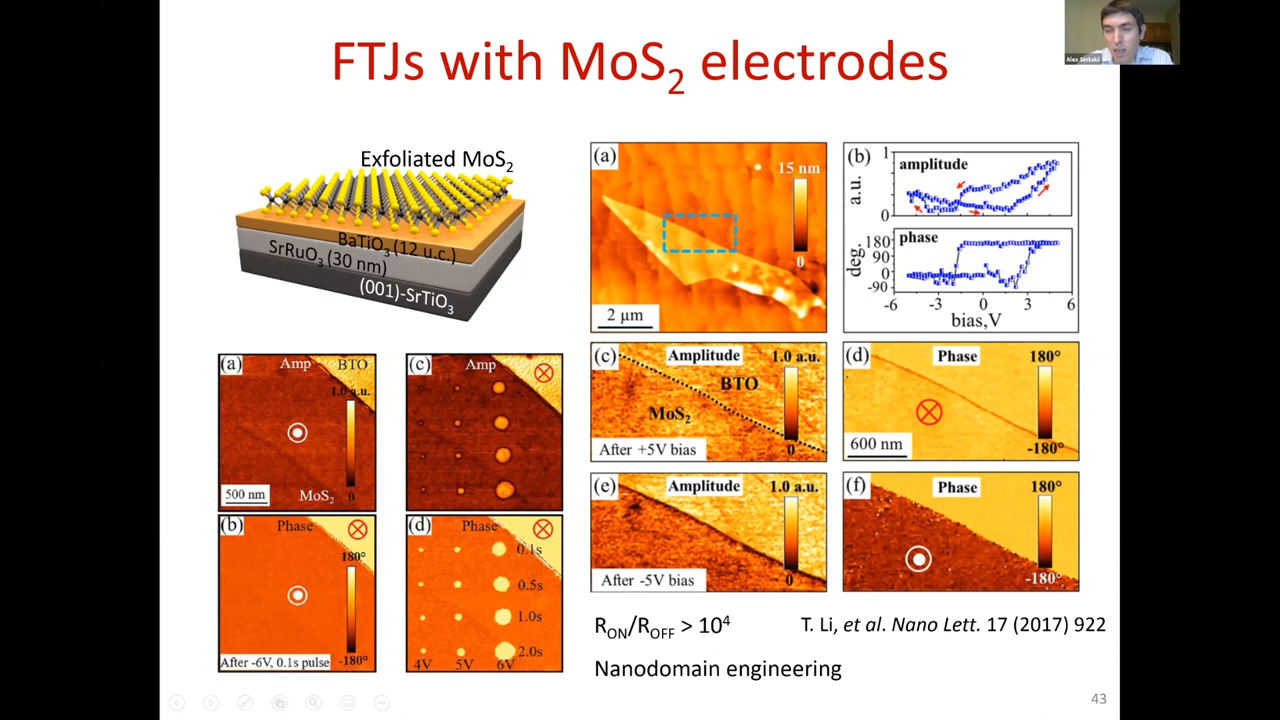 FTJs with MoS2 electrodes
Alex Sinitskii
Exfoliated MoS2
BaTiO3 (12 u.c.)
SrRuO3 (30 nm)
(001)-SrTiO3
(a)
15 nm
0
2 µm
(b)
amplitude
1
a.u.
0
phase
180
90
0
-90
deg.
-6 -3 0 3 6
bias,V
(a) Amp BTO
1.0 a.u.
0
500 nm
MoS2
(c) Amp
(b) Phase
180°
-180°
After -6V, 0.1s pulse
(d) Phase
0.1s
0.5s
1.0s
2.0s
4V 5V 6V
(c) Amplitude 1.0 a.u.
BTO
MoS2
After +5V bias
0
(d) Phase 180°
600 nm
-180°
(e) Amplitude 1.0 a.u.
After -5V bias
0
(f) Phase 180°
-180°
RON/ROFF > 10⁴
T. Li, et al. Nano Lett. 17 (2017) 922
Nanodomain engineering
43